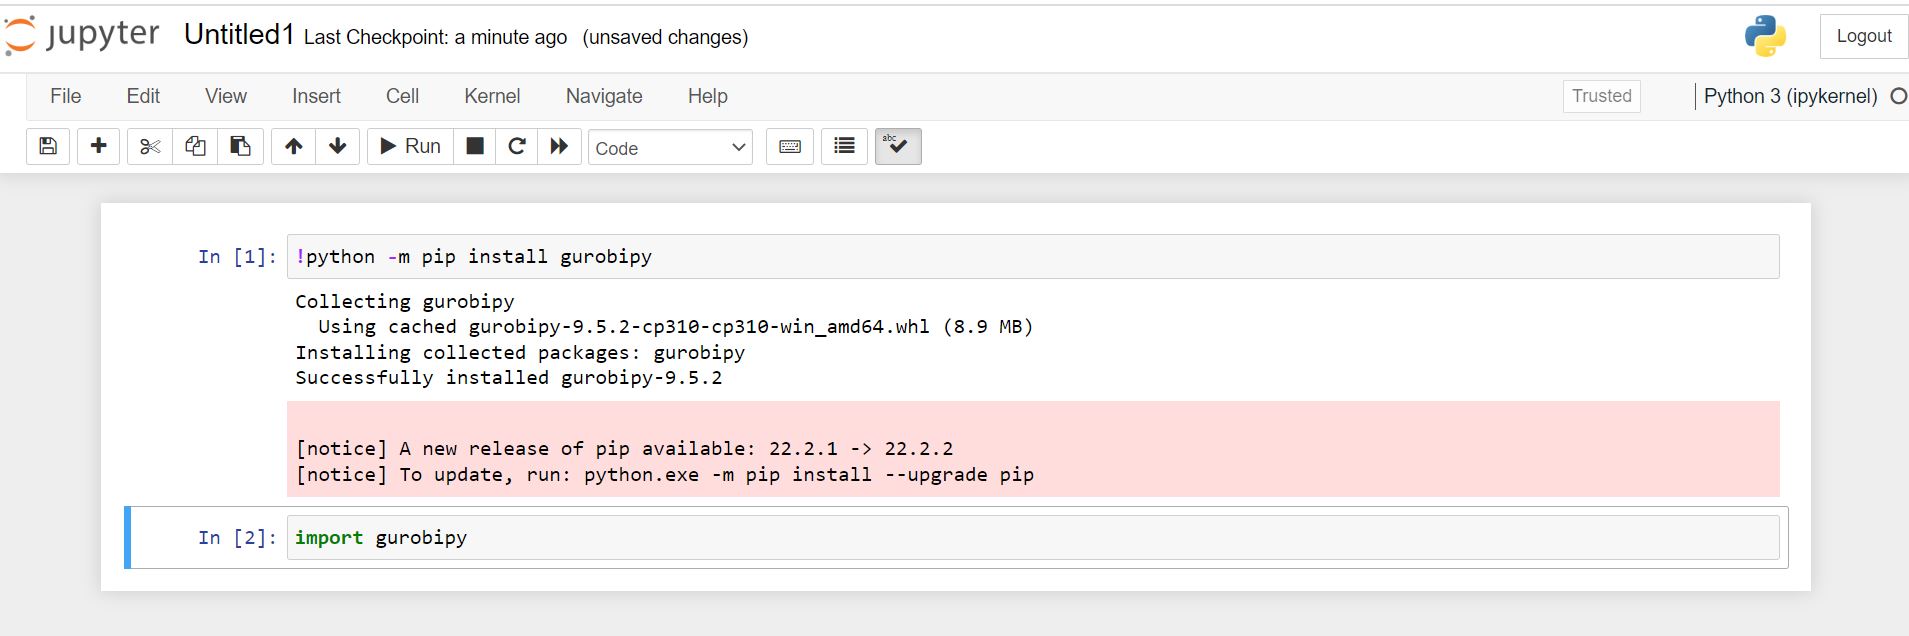 jupyter Untitled1 Last Checkpoint: a minute ago (unsaved changes) Logout
File Edit View Insert Cell Kernel Navigate Help Trusted Python 3 (ipykernel)
Run Code abc
In [1]: !python -m pip install gurobipy
Collecting gurobipy
Using cached gurobipy-9.5.2-cp310-cp310-win_amd64.whl (8.9 MB)
Installing collected packages: gurobipy
Successfully installed gurobipy-9.5.2
[notice] A new release of pip available: 22.2.1 -> 22.2.2
[notice] To update, run: python.exe -m pip install --upgrade pip
In [2]: import gurobipy